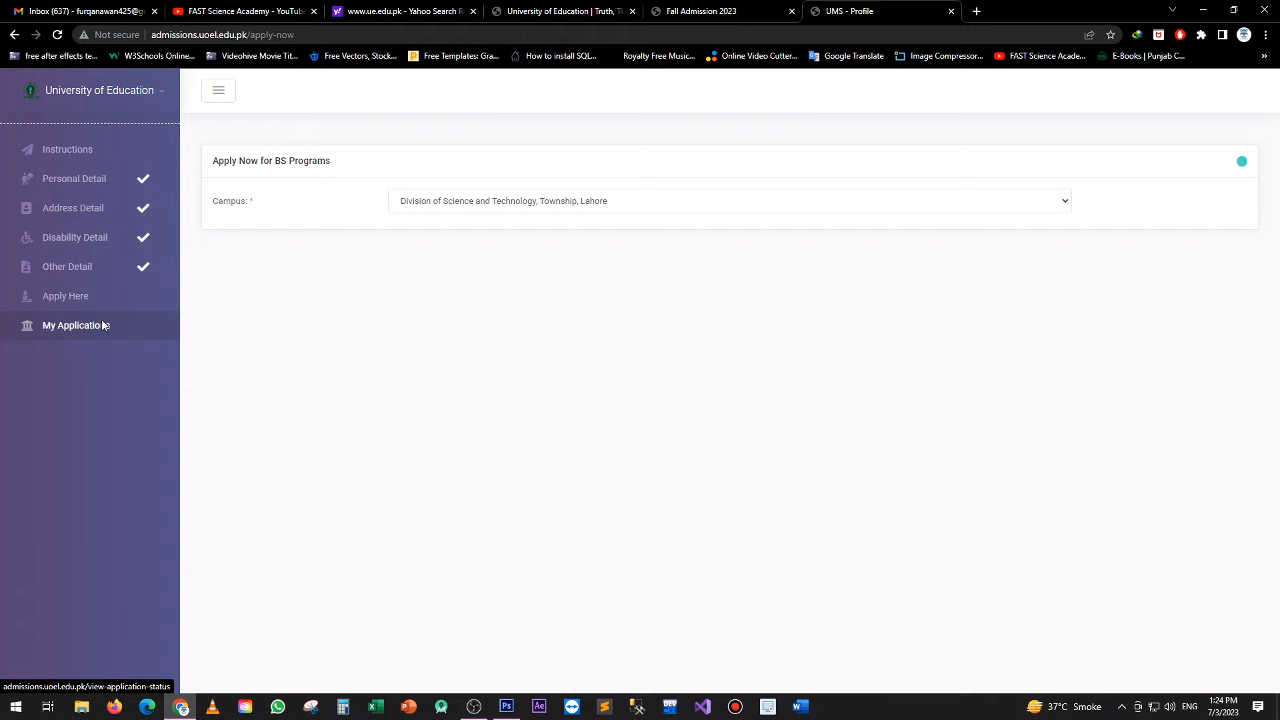 Inbox (637) - furqanawan425@g
FAST Science Academy - YouTub
www.ue.edu.pk - Yahoo Search R
University of Education | Truth, Th
Fall Admission 2023
UMS - Profile
Not secure | admissions.uoel.edu.pk/apply-now
free after effects te...
W3Schools Online...
Videohive Movie Tit...
Free Vectors, Stock...
Free Templates: Gra...
How to install SQL...
Royalty Free Music...
Online Video Cutter...
Google Translate
Image Compressor...
FAST Science Acade...
E-Books | Punjab C...
University of Education
Instructions
Personal Detail
Address Detail
Disability Detail
Other Detail
Apply Here
My Applications
Apply Now for BS Programs
Campus: *
Division of Science and Technology, Township, Lahore
admissions.uoel.edu.pk/view-application-status
37°C Smoke
ENG
1:24 PM
7/3/2023